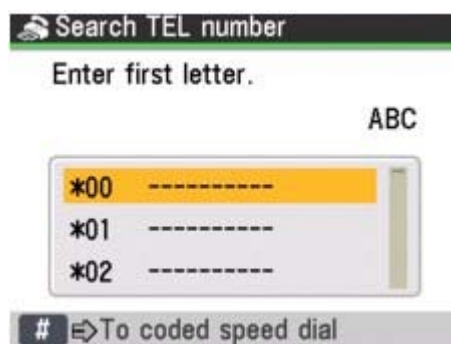 Search TEL number
Enter first letter.
ABC
*00 ----------
*01 ----------
*02 ----------
# ⇨To coded speed dial